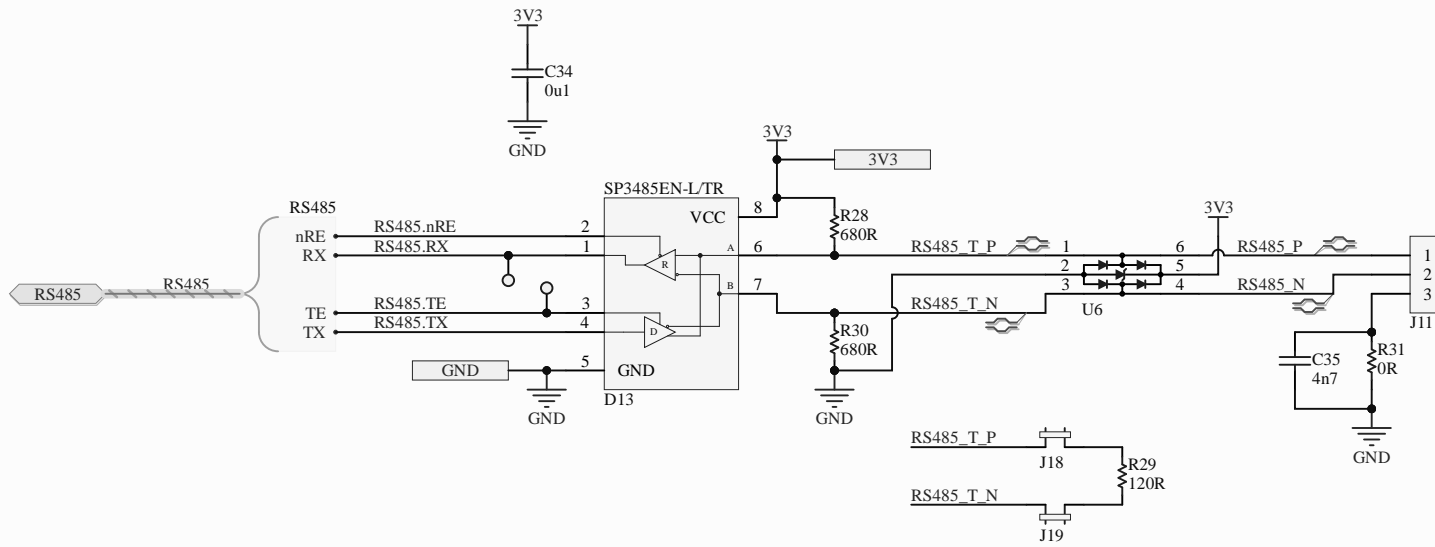 3V3
C34
0u1
GND
3V3
3V3
SP3485EN-L/TR
RS485
VCC
8
3V3
nRE
RS485.nRE
2
R28
680R
RX
RS485.RX
1
R
A
6
RS485_T_P
1
6
RS485_P
1
2
5
2
RS485
RS485
B
7
RS485_T_N
3
4
RS485_N
3
TE
RS485.TE
3
U6
J11
TX
RS485.TX
4
D
R30
680R
C35
4n7
R31
0R
GND
5
GND
D13
GND
GND
GND
RS485_T_P
J18
R29
120R
RS485_T_N
J19